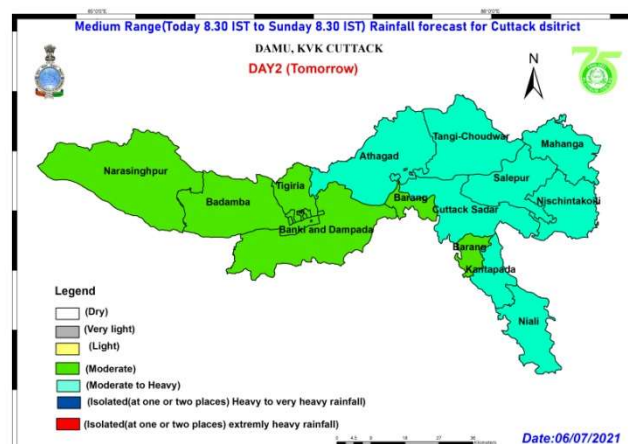 Medium Range(Today 8.30 IST to Sunday 8.30 IST) Rainfall forecast for Cuttack dsitrict
DAMU, KVK CUTTACK
DAY2 (Tomorrow)
75
N
Tangi-Choudwar
Mahanga
Athagad
Narasinghpur
Salepur
Tigiria
Badamba
Barang
Nischintakoili
Cuttack Sadar
Banki and Dampada
Barang
Kantapada
Niali
Legend
(Dry)
(Very light)
(Light)
(Moderate)
(Moderate to Heavy)
(Isolated(at one or two places) Heavy to very heavy rainfall)
(Isolated(at one or two places) extremly heavy rainfall)
Date:06/07/2021